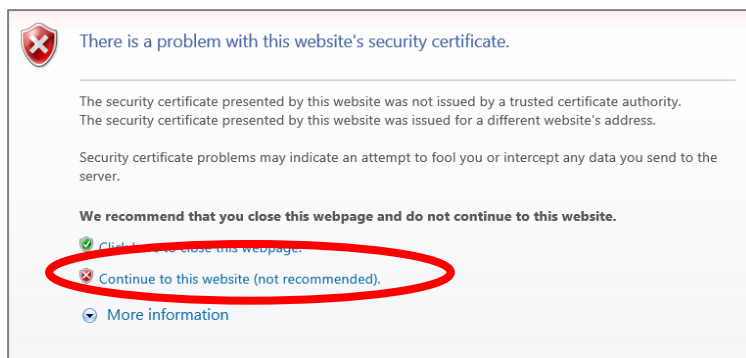 There is a problem with this website's security certificate.
The security certificate presented by this website was not issued by a trusted certificate authority.
The security certificate presented by this website was issued for a different website's address.
Security certificate problems may indicate an attempt to fool you or intercept any data you send to the
server.
We recommend that you close this webpage and do not continue to this website.
Click here to close this webpage.
Continue to this website (not recommended).
More information